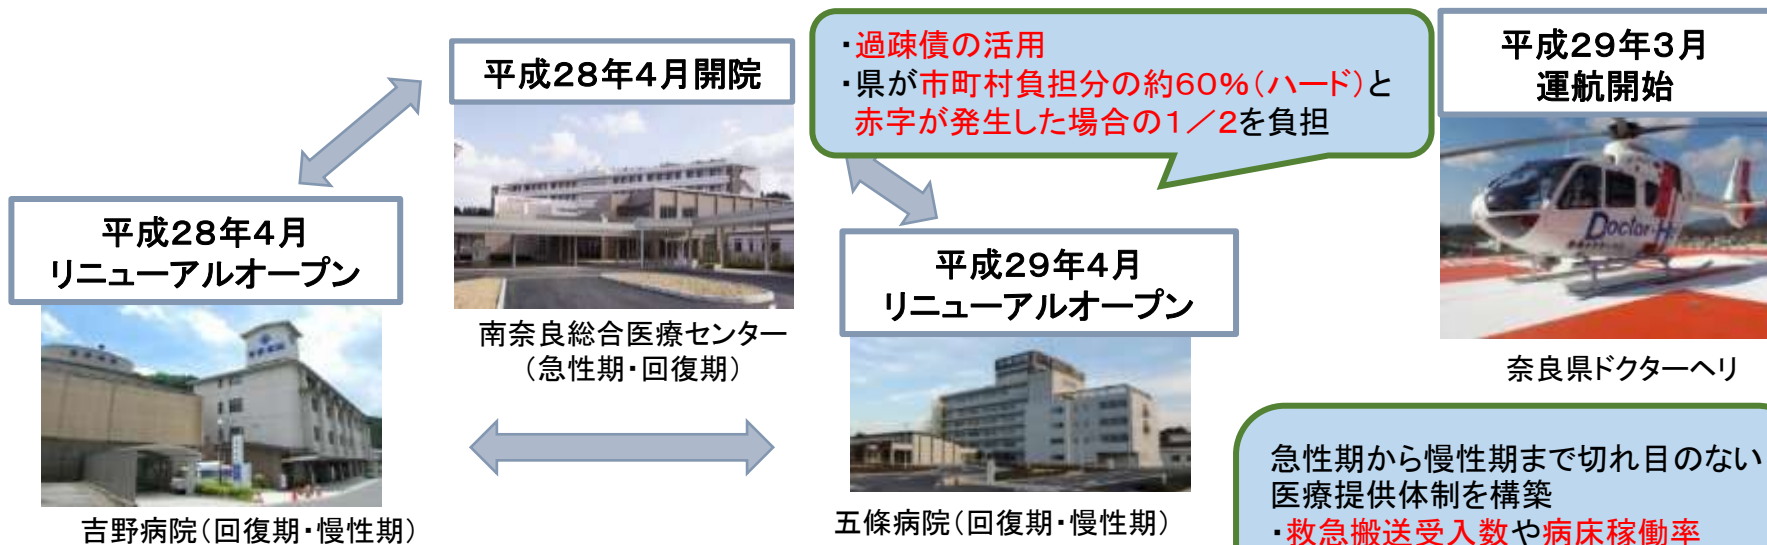 平成28年4月開院
・過疎債の活用
・県が市町村負担分の約60%(ハード)と
赤字が発生した場合の1/2を負担
平成29年3月
運航開始
平成28年4月
リニューアルオープン
平成29年4月
リニューアルオープン
Doctor-H
南奈良総合医療センター
(急性期・回復期)
奈良県ドクターヘリ
吉野病院(回復期・慢性期)
五條病院(回復期・慢性期)
急性期から慢性期まで切れ目のない
医療提供体制を構築
・救急搬送受入数や病床稼働率